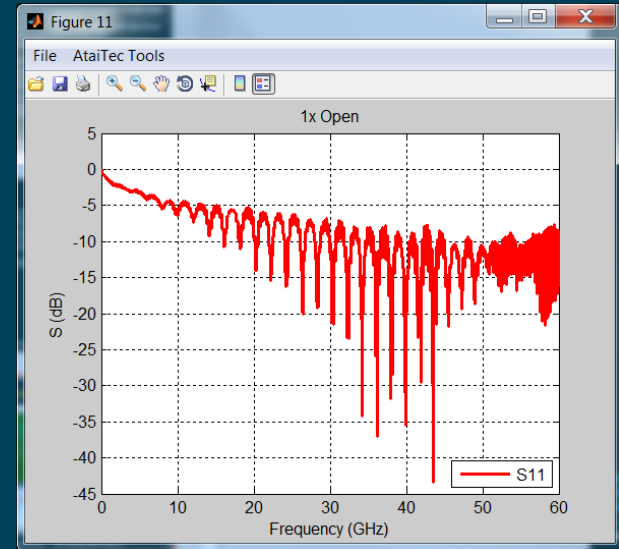 Figure 11
File AtaiTec Tools
1x Open
5
0
-5
-10
-15
-20
-25
-30
-35
-40
-45
S (dB)
S11
0 10 20 30 40 50 60
Frequency (GHz)